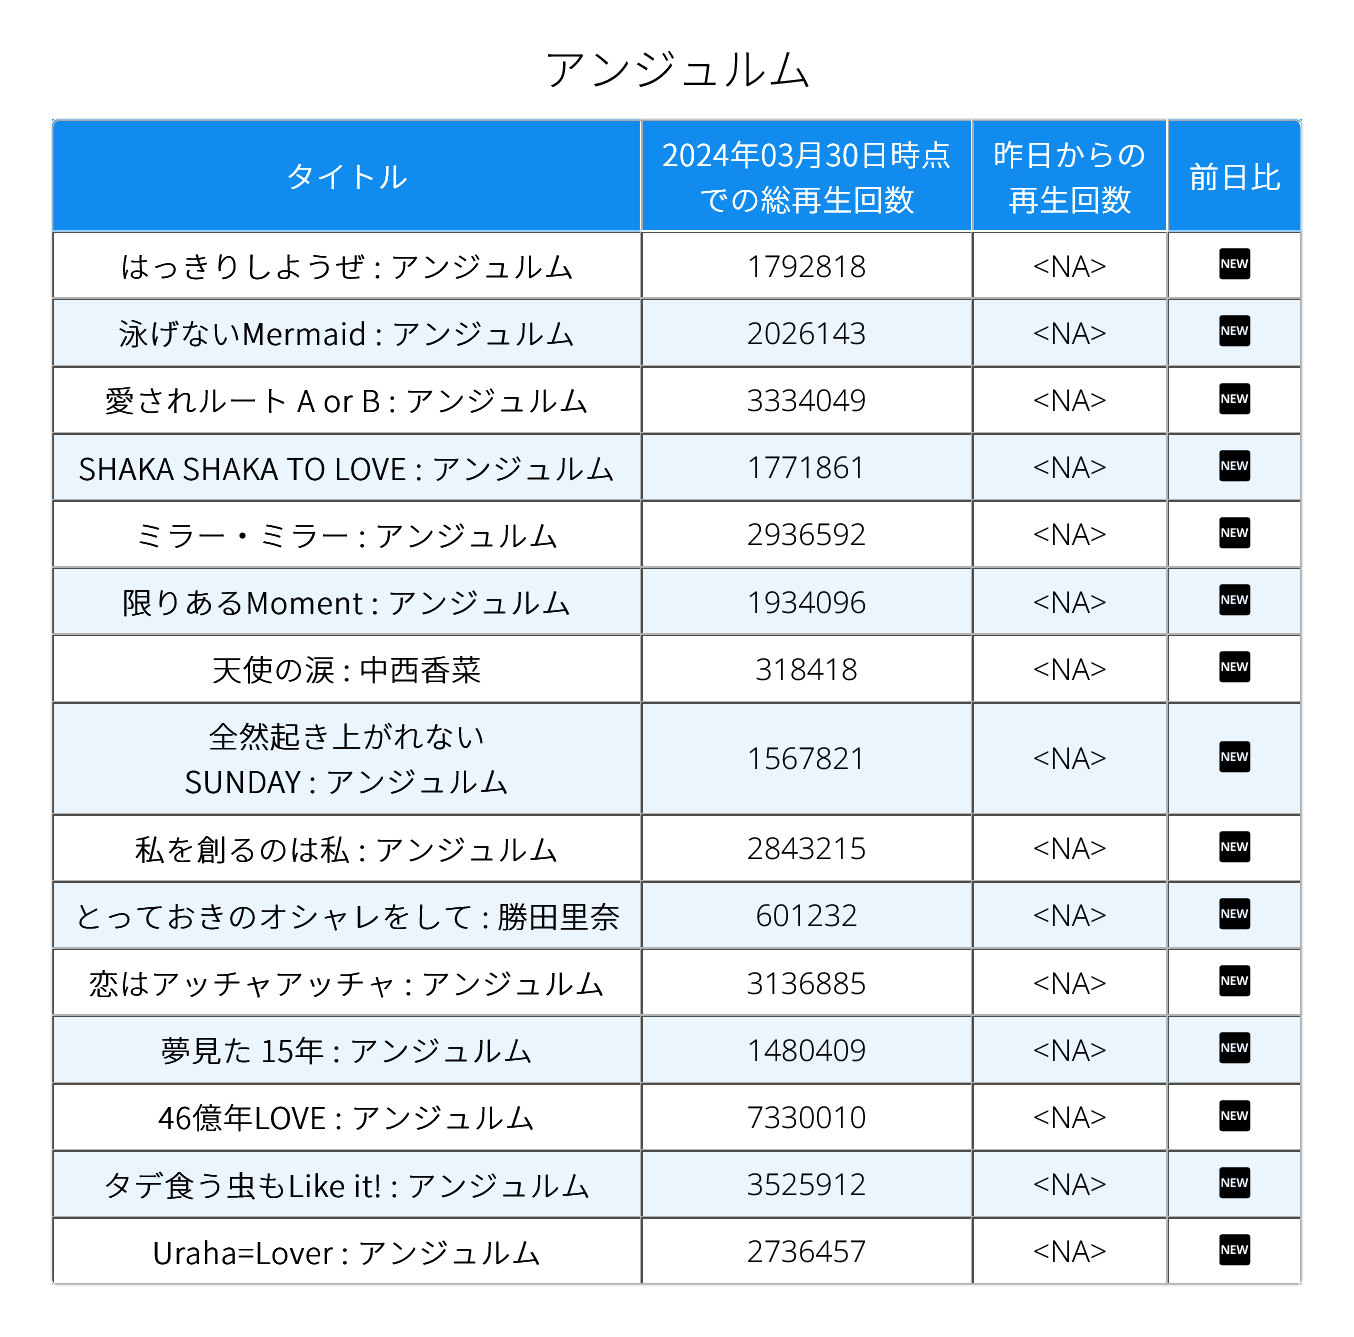 アンジュルム
タイトル
2024年03月30日時点
での総再生回数
昨日からの
再生回数
前日比
はっきりしようぜ : アンジュルム 1792818 <NA> NEW
泳げないMermaid : アンジュルム 2026143 <NA> NEW
愛されルート A or B : アンジュルム 3334049 <NA> NEW
SHAKA SHAKA TO LOVE : アンジュルム 1771861 <NA> NEW
ミラー・ミラー : アンジュルム 2936592 <NA> NEW
限りあるMoment : アンジュルム 1934096 <NA> NEW
天使の涙 : 中西香菜 318418 <NA> NEW
全然起き上がれない
SUNDAY : アンジュルム 1567821 <NA> NEW
私を創るのは私 : アンジュルム 2843215 <NA> NEW
とっておきのオシャレをして : 勝田里奈 601232 <NA> NEW
恋はアッチャアッチャ : アンジュルム 3136885 <NA> NEW
夢見た 15年 : アンジュルム 1480409 <NA> NEW
46億年LOVE : アンジュルム 7330010 <NA> NEW
タデ食う虫もLike it! : アンジュルム 3525912 <NA> NEW
Uraha=Lover : アンジュルム 2736457 <NA> NEW